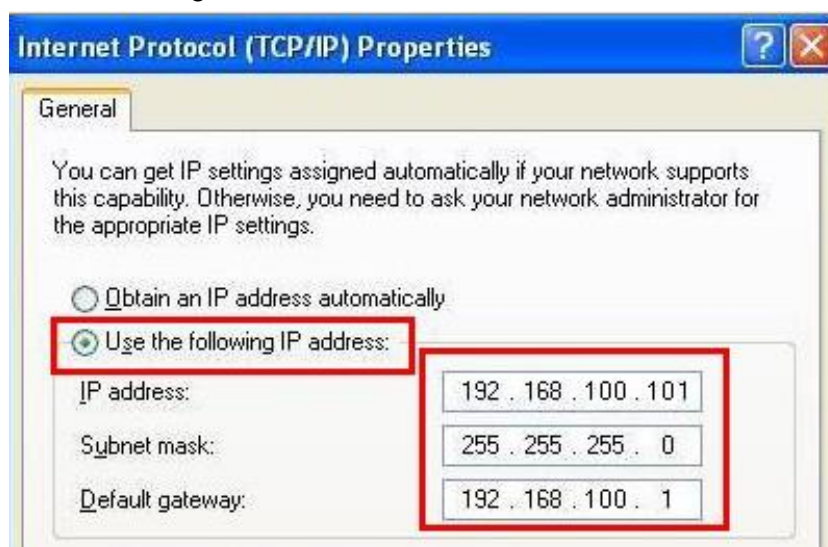 Internet Protocol (TCP/IP) Properties
General
You can get IP settings assigned automatically if your network supports
this capability. Otherwise, you need to ask your network administrator for
the appropriate IP settings.
Obtain an IP address automatically
Use the following IP address:
IP address: 192 . 168 . 100 . 101
Subnet mask: 255 . 255 . 255 . 0
Default gateway: 192 . 168 . 100 . 1